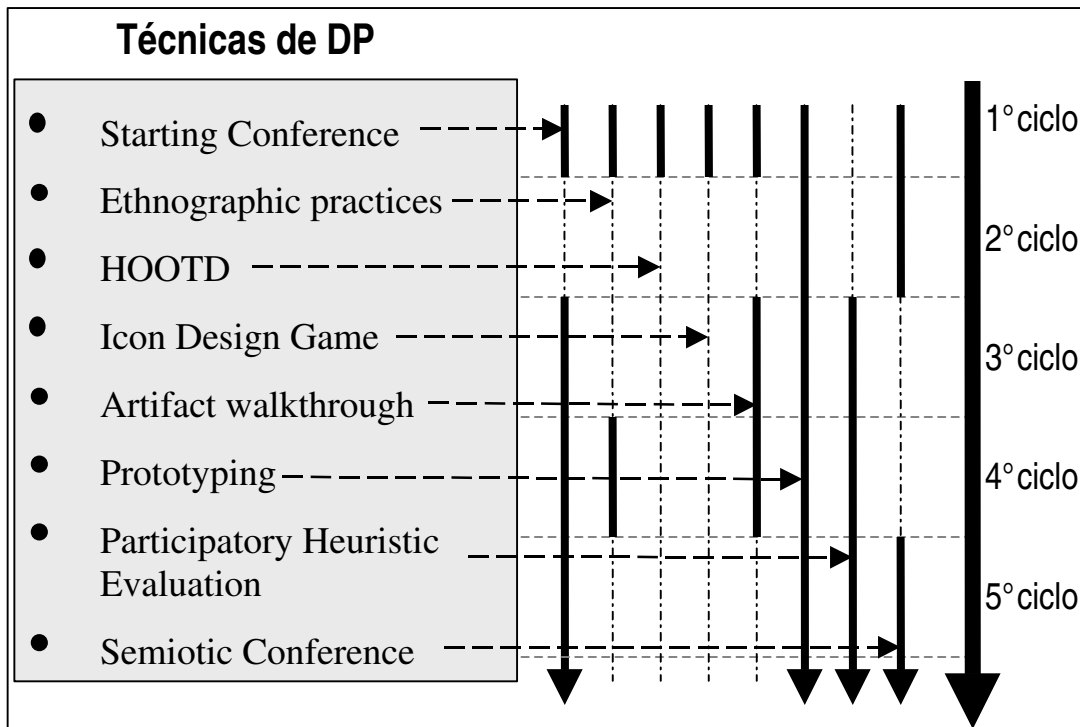 Técnicas de DP
• Starting Conference
• Ethnographic practices
• HOOTD
• Icon Design Game
• Artifact walkthrough
• Prototyping
• Participatory Heuristic
Evaluation
• Semiotic Conference
1° ciclo
2° ciclo
3° ciclo
4° ciclo
5° ciclo